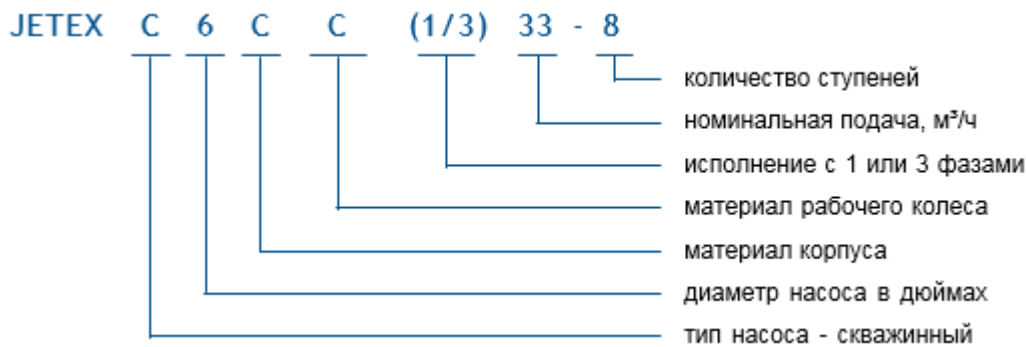 JETEX С 6 С С (1/3) 33 - 8
количество ступеней
номинальная подача, м³/ч
исполнение с 1 или 3 фазами
материал рабочего колеса
материал корпуса
диаметр насоса в дюймах
тип насоса - скважинный